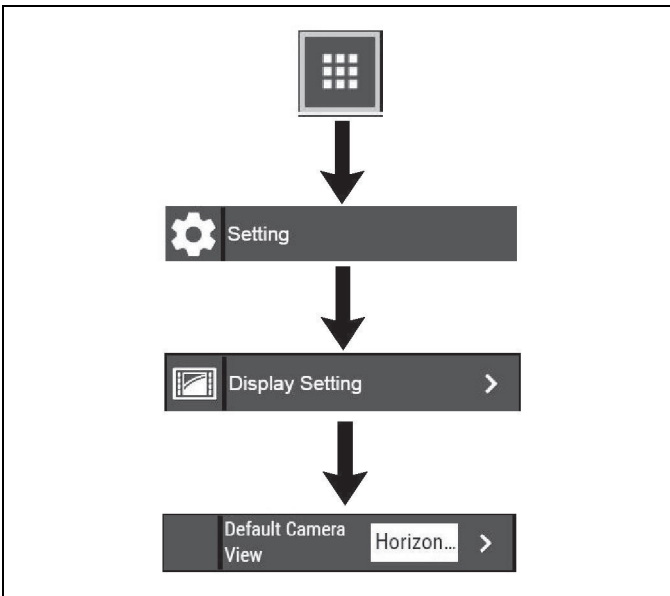 Setting
Display Setting
Default Camera
View
Horizon...